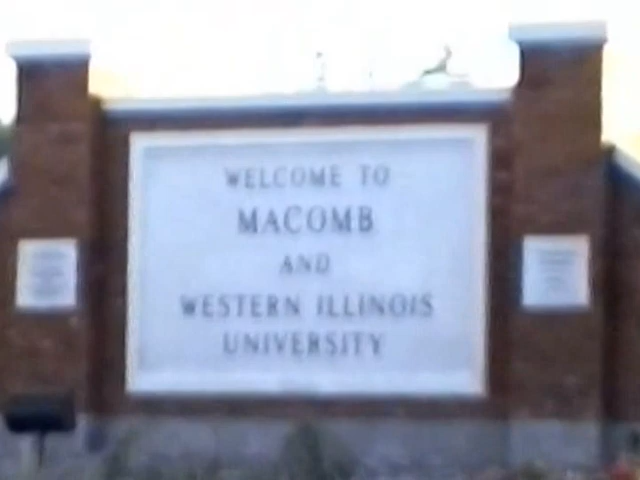 WELCOME TO
MACOMB
AND
WESTERN ILLINOIS
UNIVERSITY